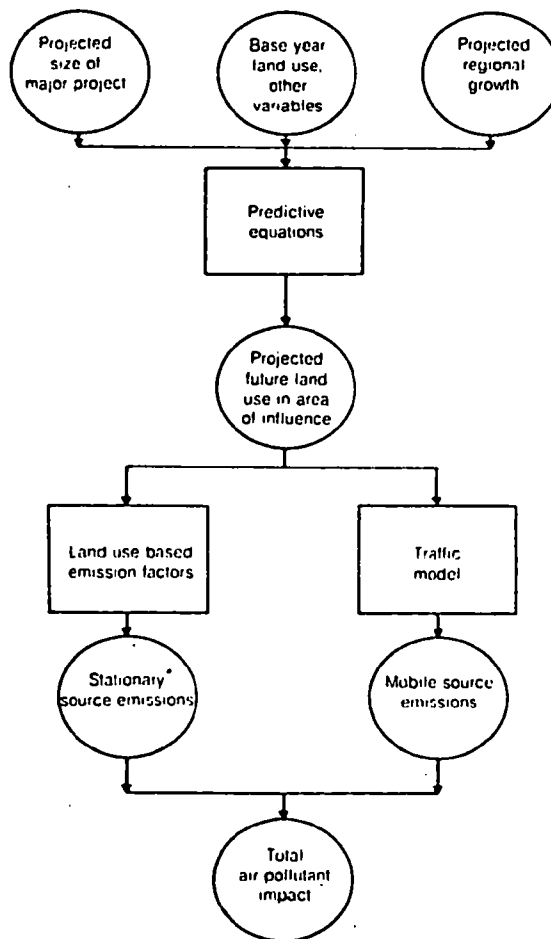 Projected
size of
major project
Base year
land use,
other
variables
Projected
regional
growth
Predictive
equations
Projected
future land
use in area
of influence
Land use based
emission factors
Traffic
model
Stationary
source emissions
Mobile source
emissions
Total
air pollutant
impact